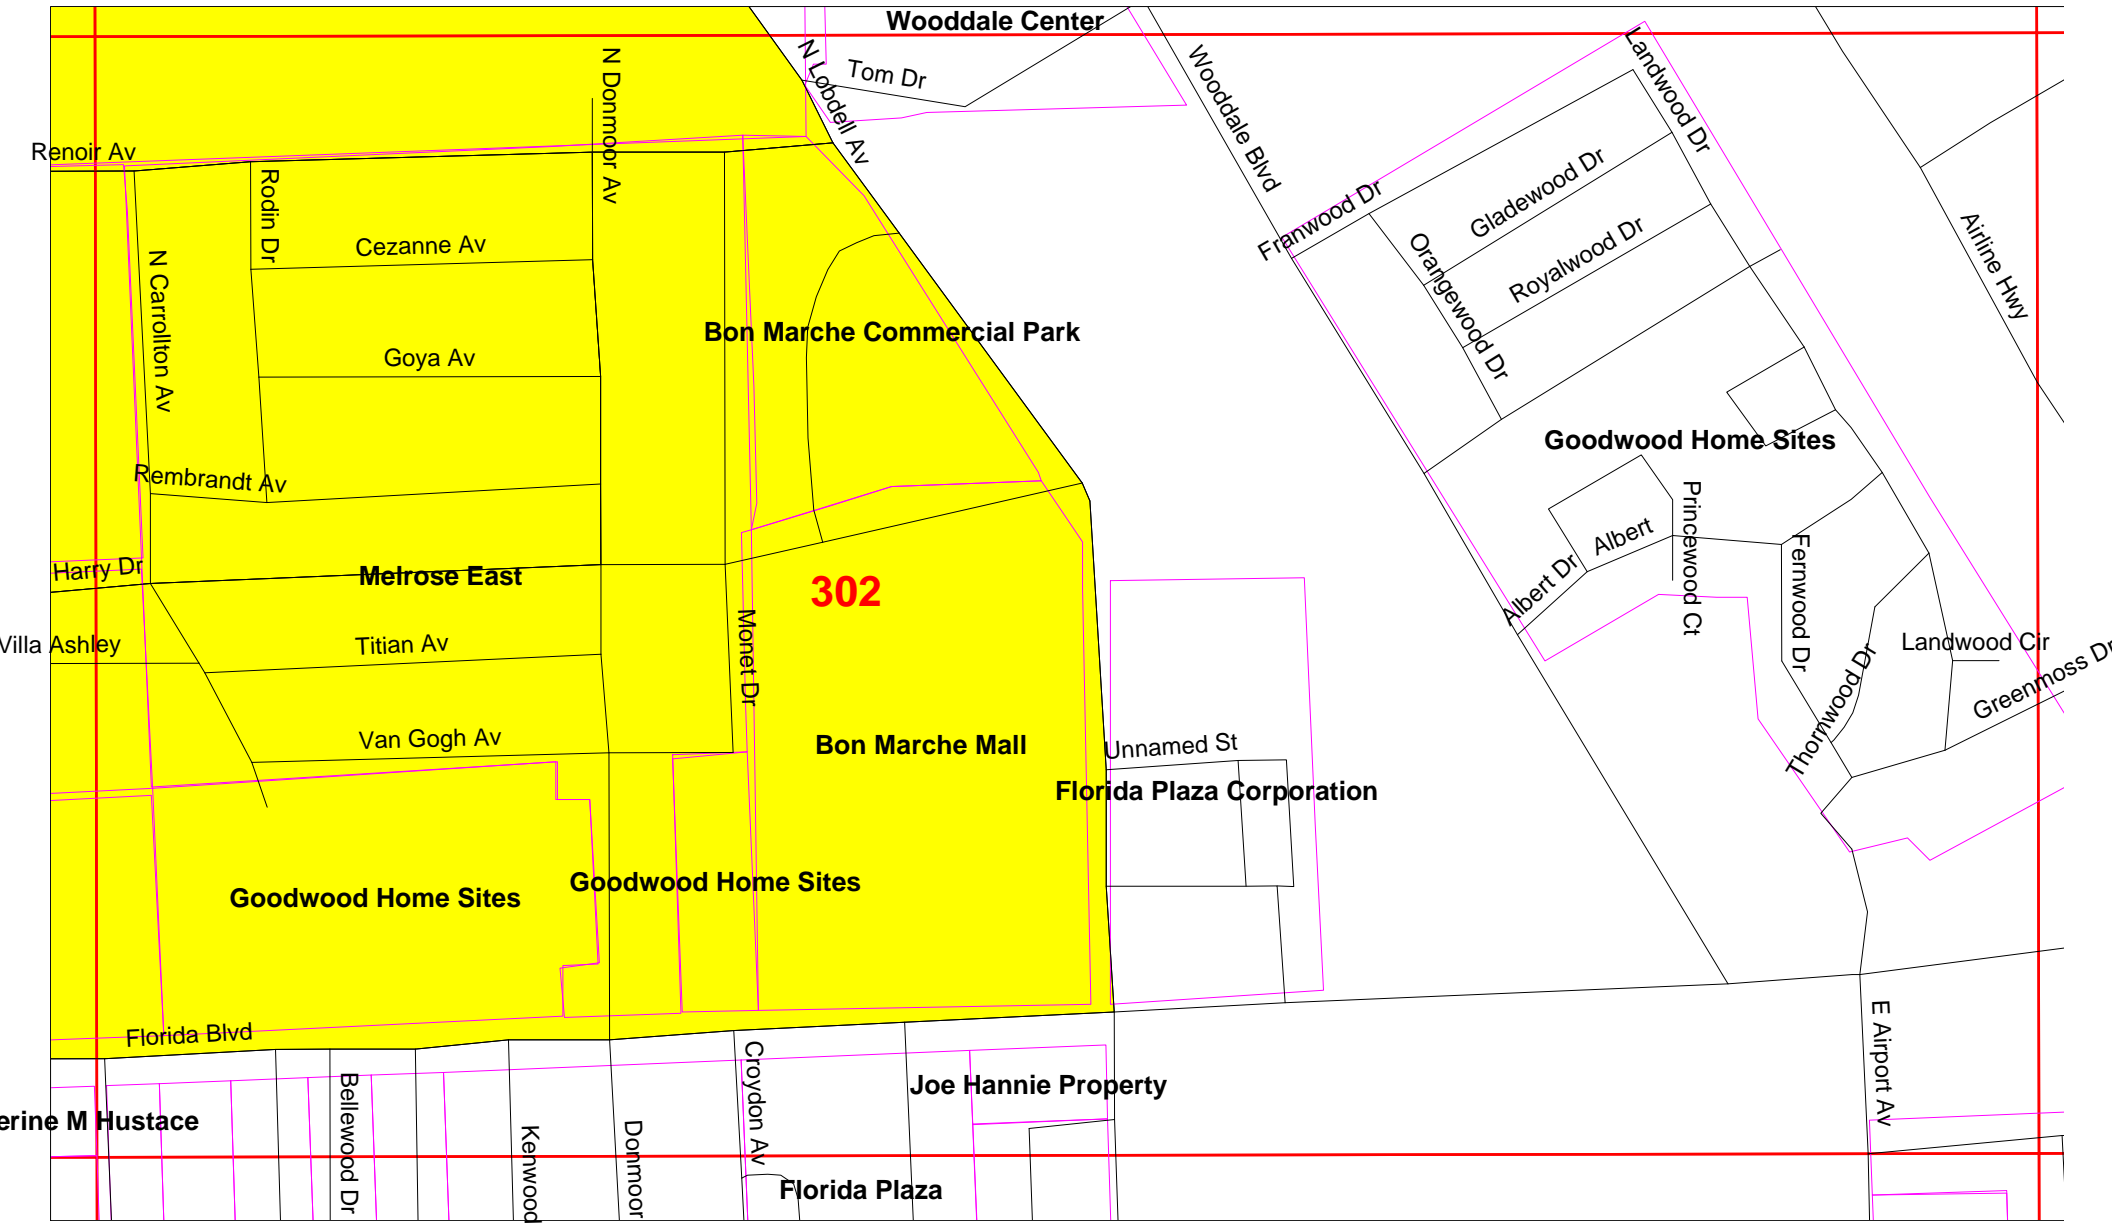 Wooddale Center
N Lobdell Av
Tom Dr
Wooddale Blvd
Landwood Dr
N Donmoor Av
Renoir Av
Rodin Dr
Cezanne Av
N Carrollton Av
Franwood Dr
Gladewood Dr
Royalwood Dr
Orangewood Dr
Airline Hwy
Bon Marche Commercial Park
Goya Av
Goodwood Home Sites
Rembrandt Av
Princewood Ct
Albert
Albert Dr
Fernwood Dr
Harry Dr
Melrose East
302
Monet Dr
Villa Ashley
Titian Av
Landwood Cir
Thornwood Dr
Greenmoss Dr
Van Gogh Av
Bon Marche Mall
Unnamed St
Florida Plaza Corporation
Goodwood Home Sites
Goodwood Home Sites
Florida Blvd
E Airport Av
Bellewood Dr
Croydon Av
Joe Hannie Property
erine M Hustace
Kenwood
Donmoor
Florida Plaza